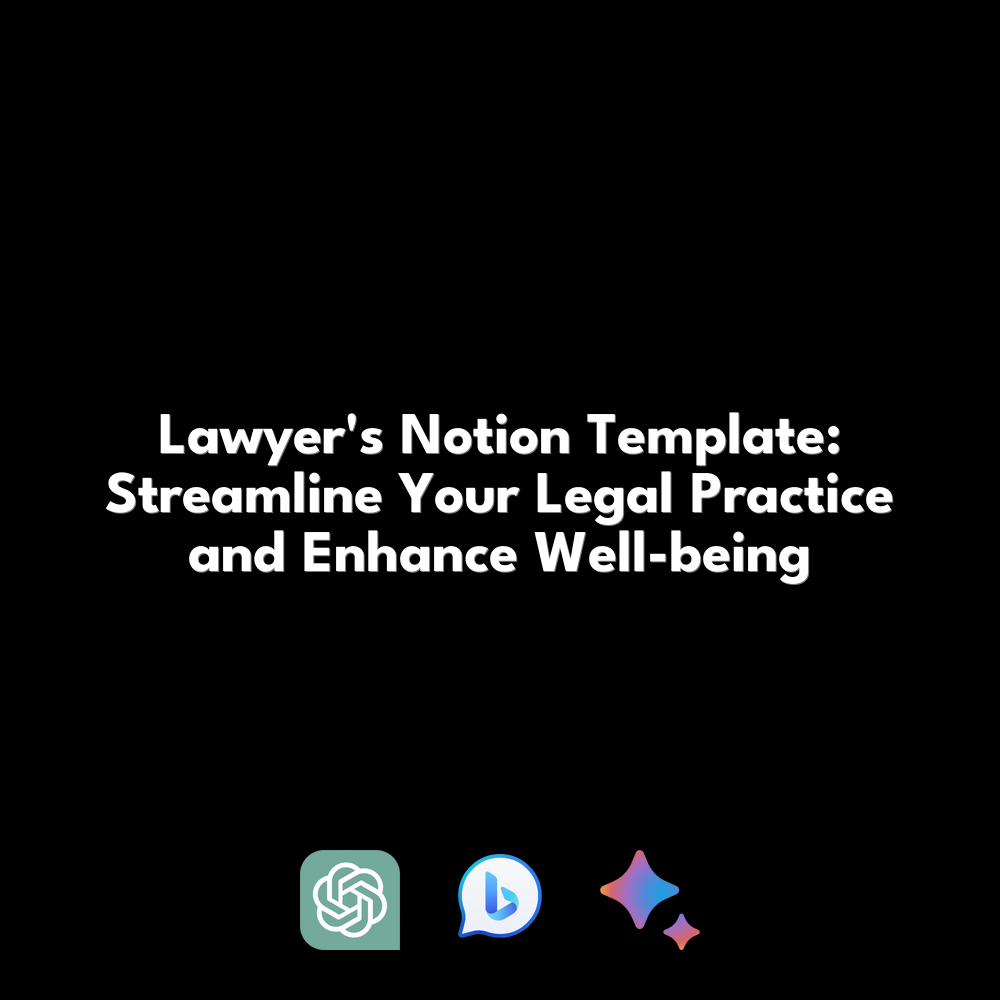 Lawyer's Notion Template:
Streamline Your Legal Practice
and Enhance Well-being